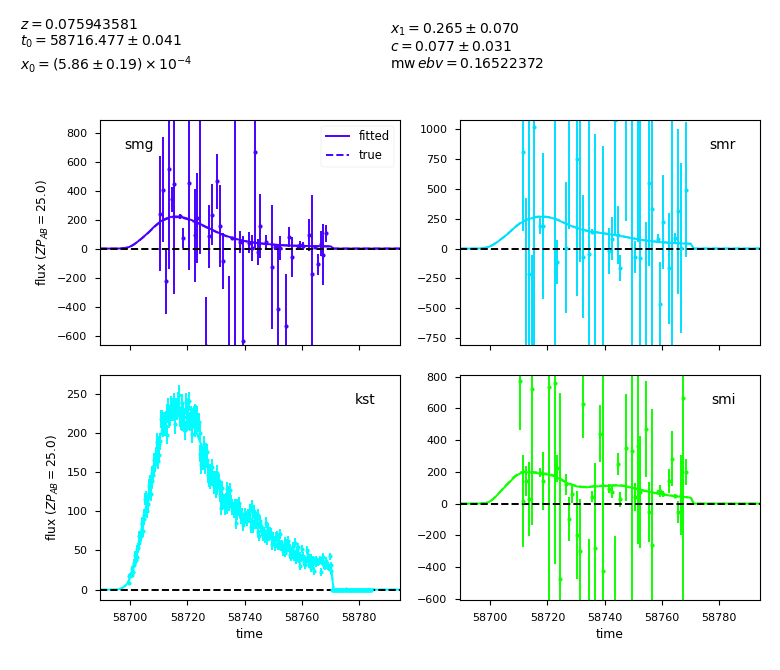 z = 0.075943581
t₀ = 58716.477 ± 0.041
x₀ = (5.86 ± 0.19) × 10⁻⁴
x₁ = 0.265 ± 0.070
c = 0.077 ± 0.031
mw ebv = 0.16522372
smg
fitted
true
800
600
400
200
0
−200
−400
−600
flux (ZP_AB = 25.0)
smr
1000
750
500
250
0
−250
−500
−750
kst
250
200
150
100
50
0
flux (ZP_AB = 25.0)
58700 58720 58740 58760 58780
time
smi
800
600
400
200
0
−200
−400
−600
58700 58720 58740 58760 58780
time